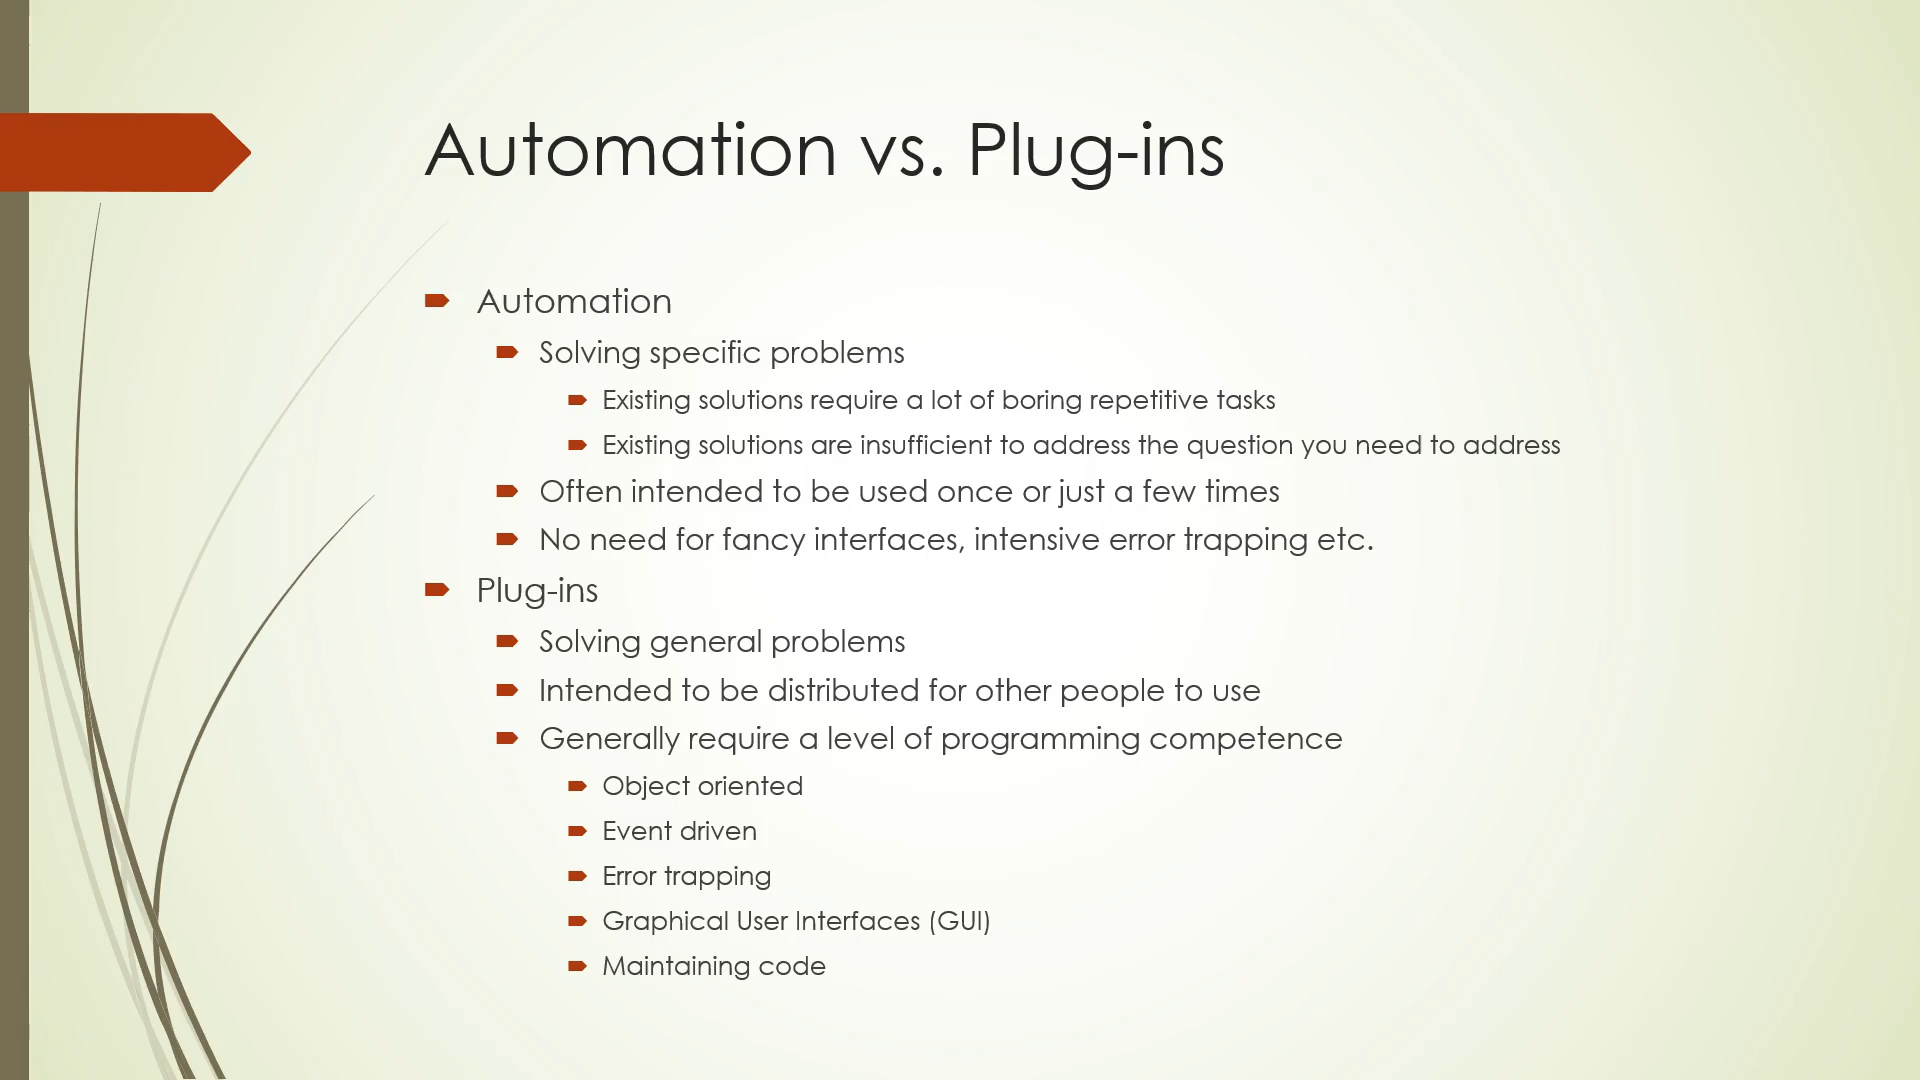 Automation vs. Plug-ins
Automation
Solving specific problems
Existing solutions require a lot of boring repetitive tasks
Existing solutions are insufficient to address the question you need to address
Often intended to be used once or just a few times
No need for fancy interfaces, intensive error trapping etc.
Plug-ins
Solving general problems
Intended to be distributed for other people to use
Generally require a level of programming competence
Object oriented
Event driven
Error trapping
Graphical User Interfaces (GUI)
Maintaining code